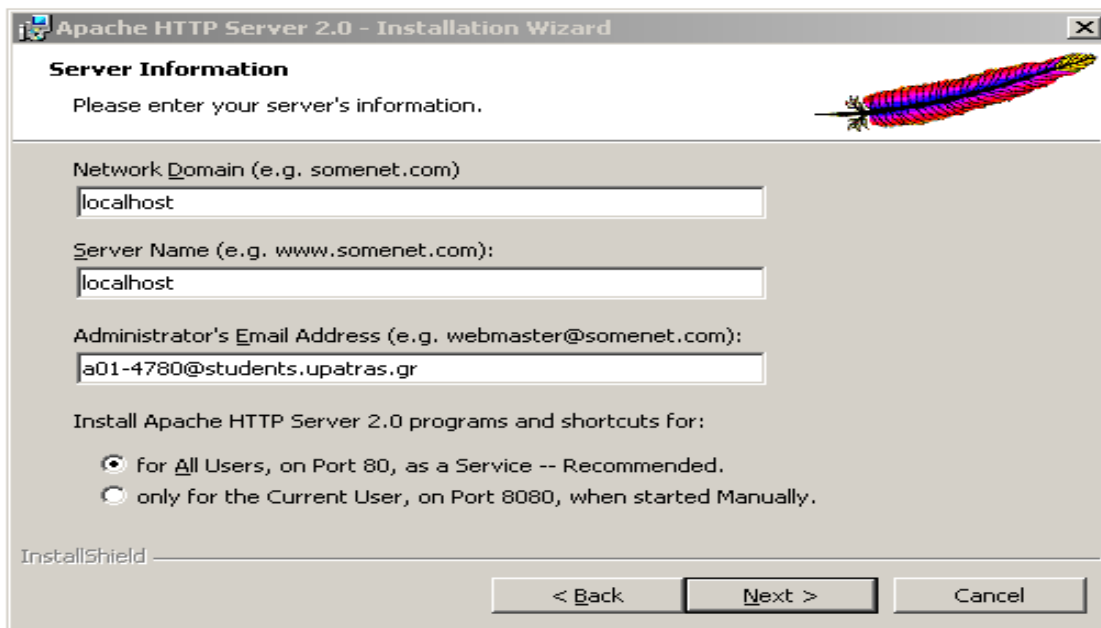 Apache HTTP Server 2.0 - Installation Wizard
Server Information
Please enter your server's information.
Network Domain (e.g. somenet.com)
localhost
Server Name (e.g. www.somenet.com):
localhost
Administrator's Email Address (e.g. webmaster@somenet.com):
a01-4780@students.upatras.gr
Install Apache HTTP Server 2.0 programs and shortcuts for:
for All Users, on Port 80, as a Service -- Recommended.
only for the Current User, on Port 8080, when started Manually.
InstallShield
< Back Next > Cancel